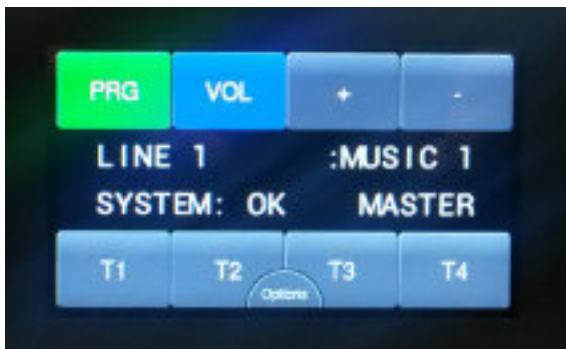 PRG VOL + -
LINE 1 :MUSIC 1
SYSTEM: OK MASTER
T1 T2 T3 T4
Options